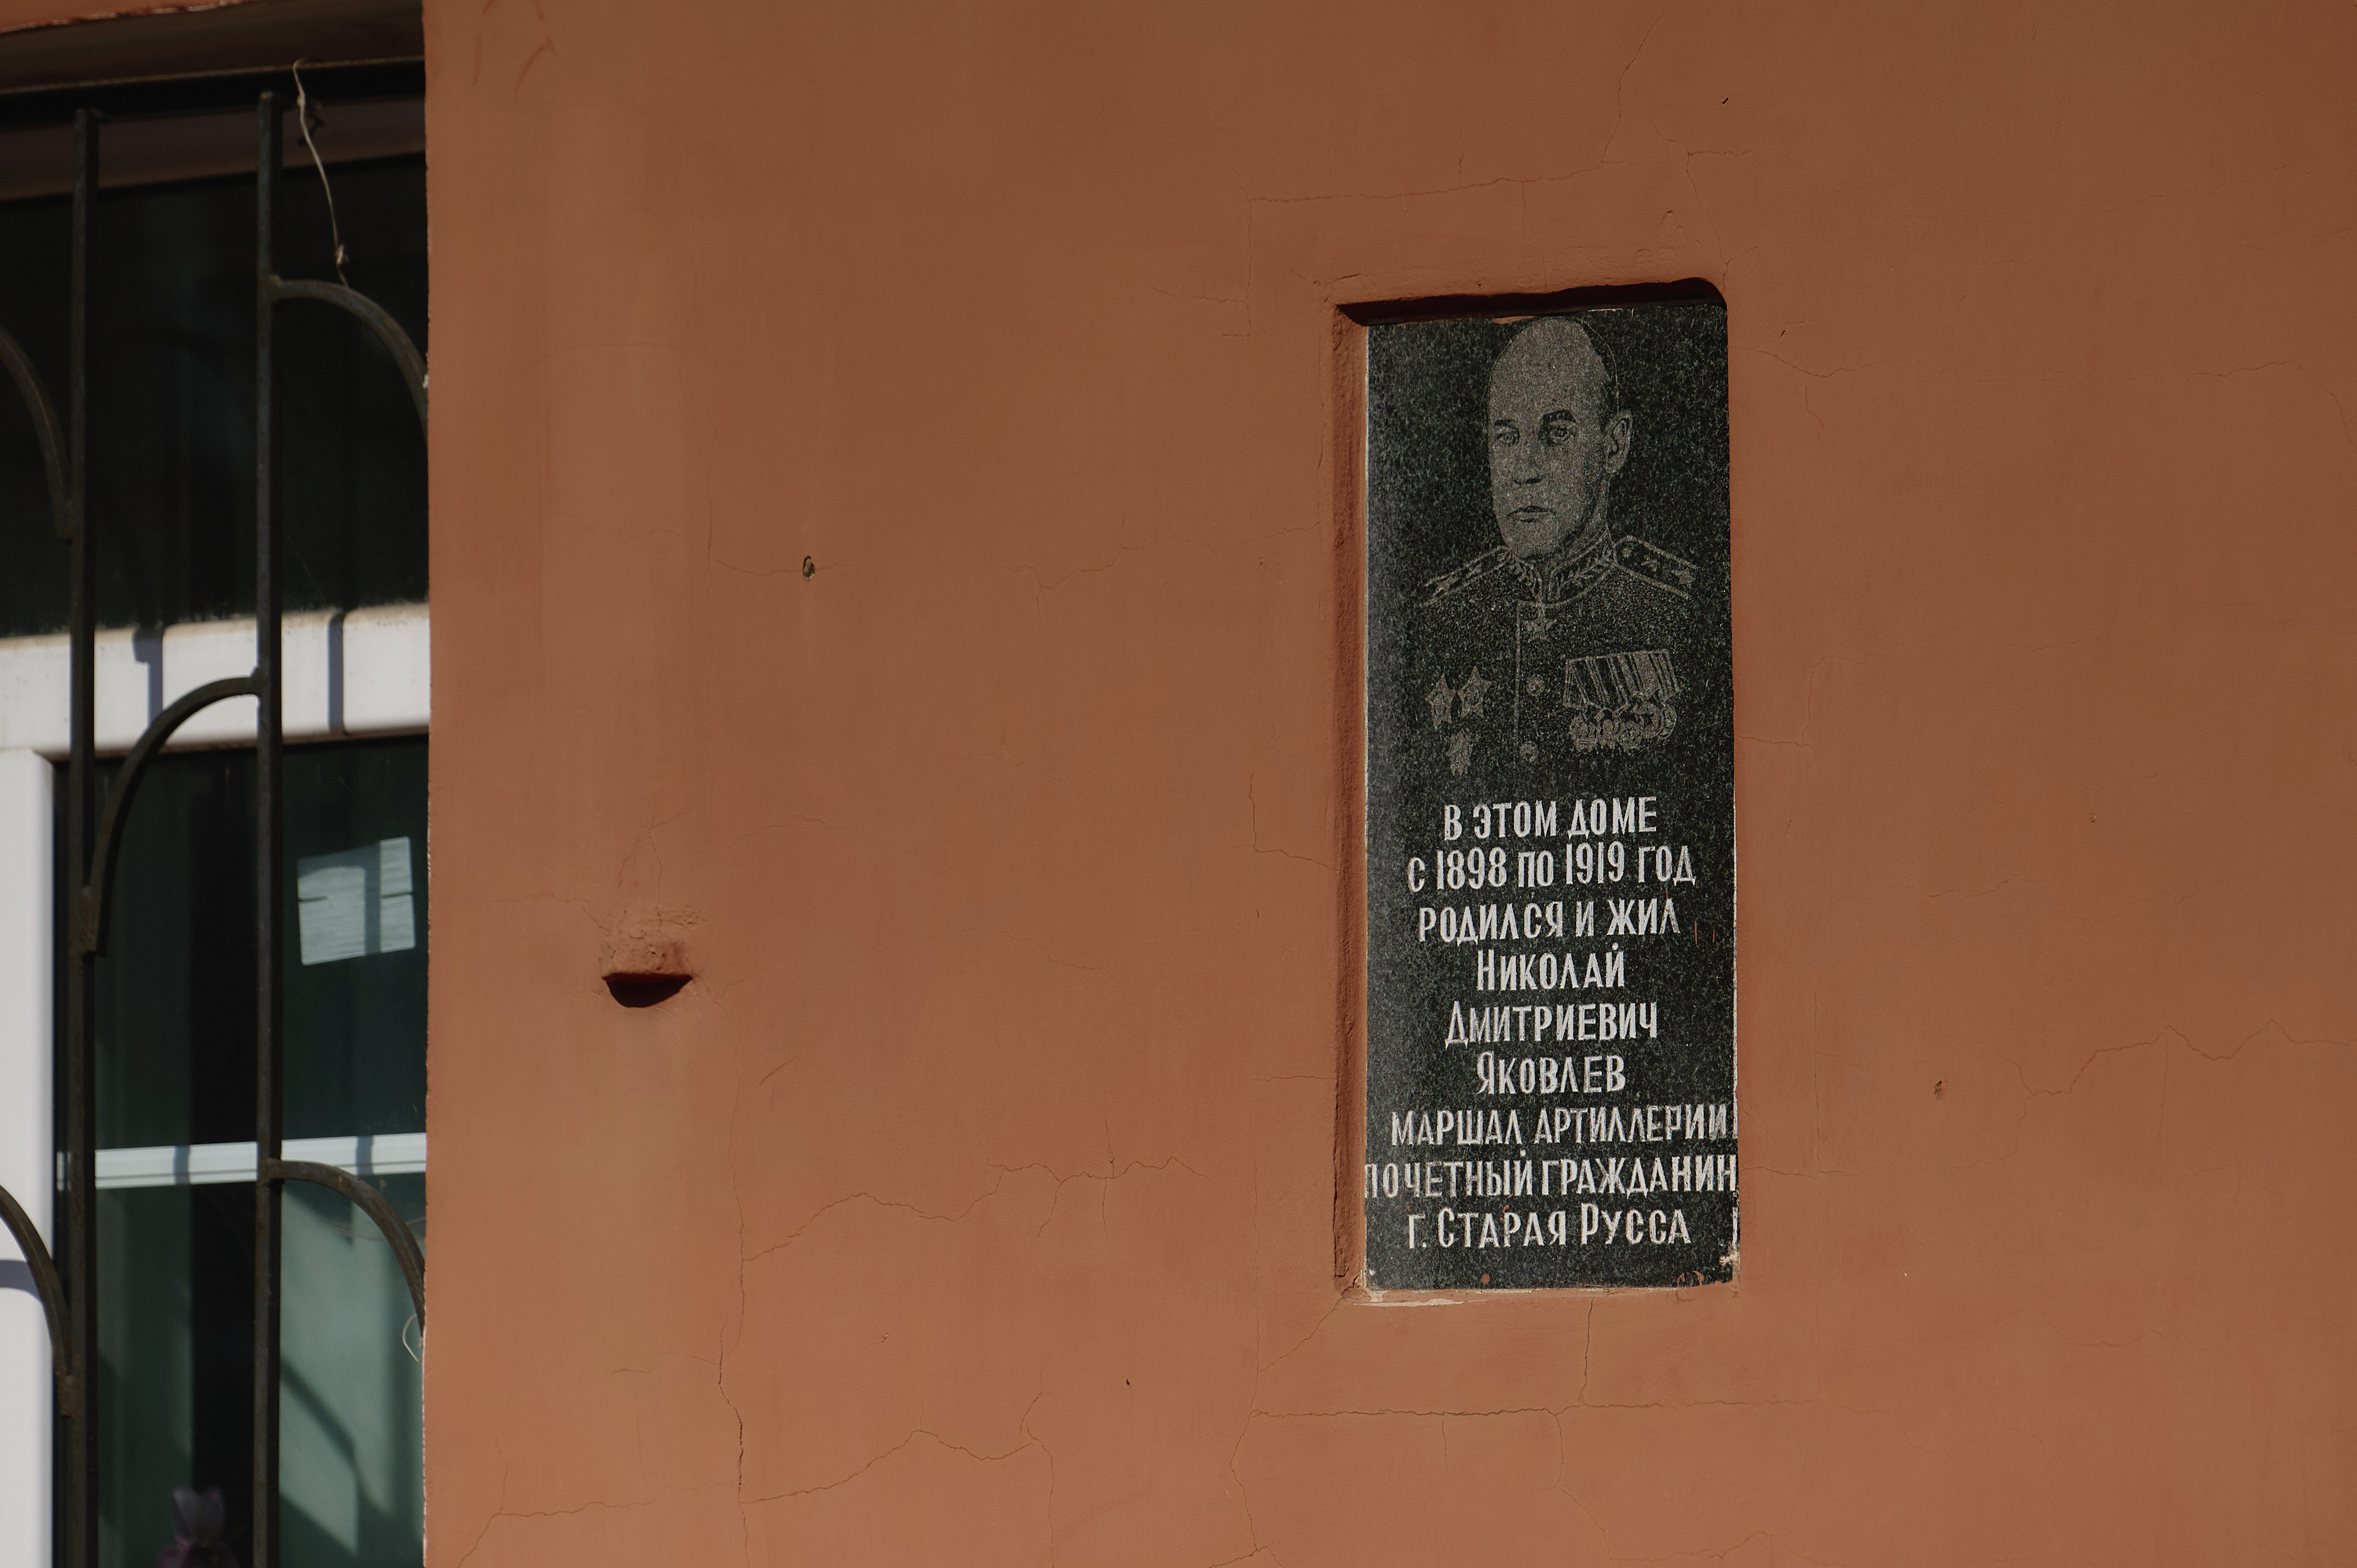 В ЭТОМ ДОМЕ
С 1898 ПО 1919 ГОД
РОДИЛСЯ И ЖИЛ
НИКОЛАЙ
ДМИТРИЕВИЧ
ЯКОВЛЕВ
МАРШАЛ АРТИЛЛЕРИИ
ПОЧЕТНЫЙ ГРАЖДАНИН
Г. СТАРАЯ РУССА